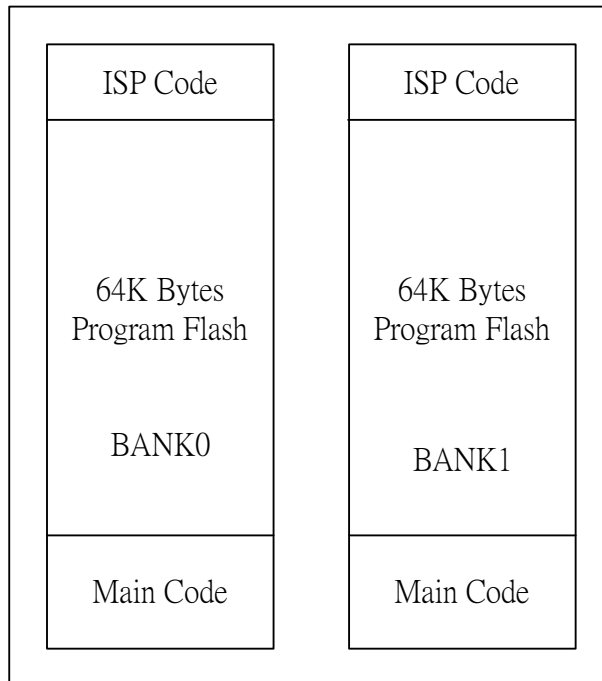 ISP Code
64K Bytes
Program Flash
BANK0
Main Code
ISP Code
64K Bytes
Program Flash
BANK1
Main Code